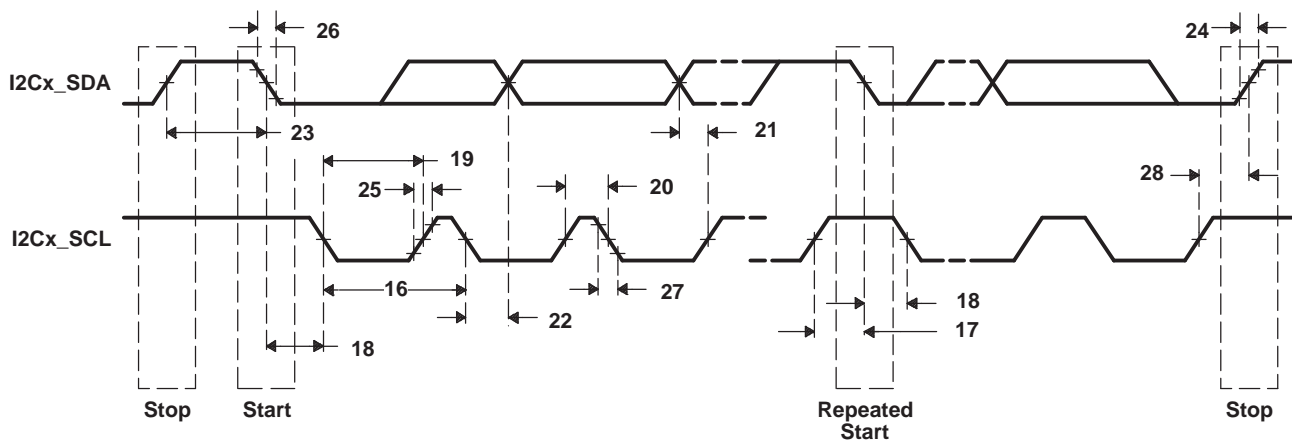 26
24
I2Cx_SDA
23
21
19
25
20
28
I2Cx_SCL
16
27
18
22
18
17
Stop
Start
Repeated
Start
Stop